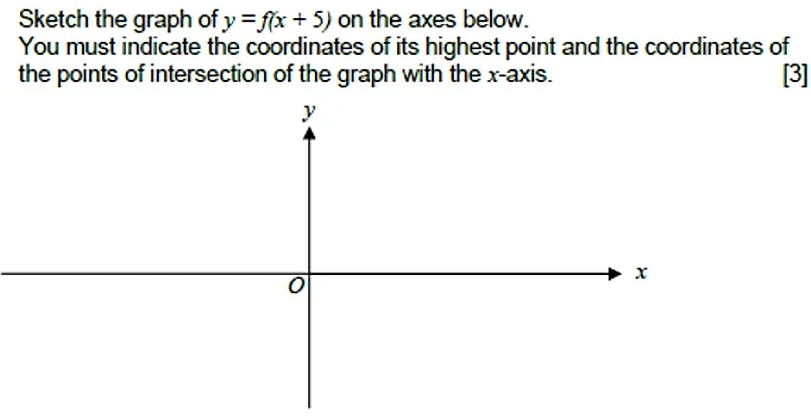 Sketch the graph of y = f(x + 5) on the axes below.
You must indicate the coordinates of its highest point and the coordinates of
the points of intersection of the graph with the x-axis. [3]
y
x
O